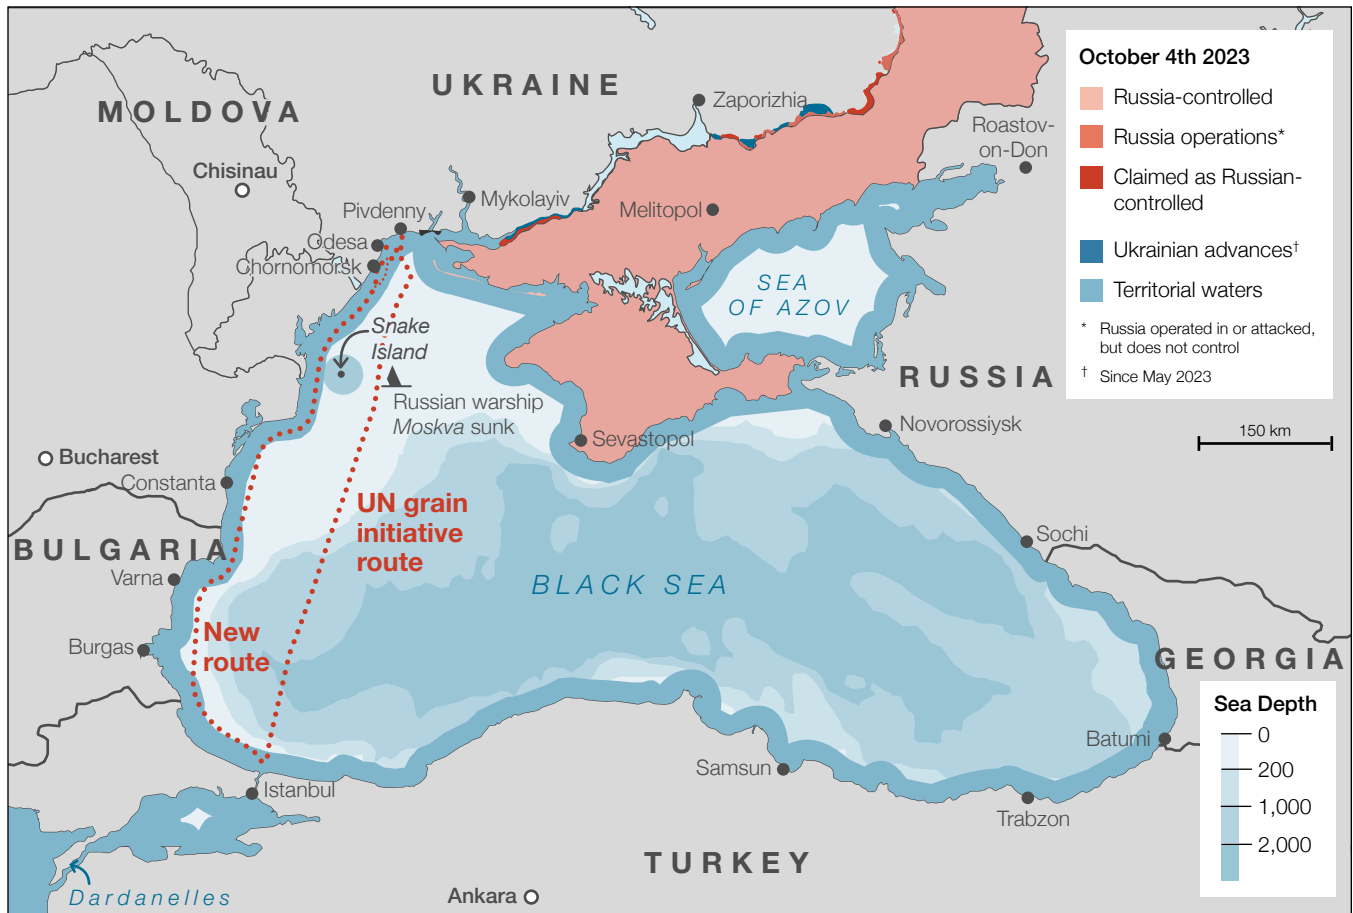 UKRAINE
MOLDOVA
Chisinau
Zaporizhia
Mykolayiv
Pivdenny
Odesa
Chornomorsk
Melitopol
Roastov-
on-Don
SEA
OF AZOV
Snake
Island
Russian warship
Moskva sunk
Sevastopol
RUSSIA
Novorossiysk
Bucharest
Constanta
UN grain
initiative
route
BULGARIA
Varna
BLACK SEA
Sochi
New
route
Burgas
GEORGIA
Batumi
Samsun
Istanbul
Trabzon
TURKEY
Ankara
Dardanelles
October 4th 2023
Russia-controlled
Russia operations*
Claimed as Russian-
controlled
Ukrainian advances†
Territorial waters
* Russia operated in or attacked,
but does not control
† Since May 2023
150 km
Sea Depth
0
200
1,000
2,000